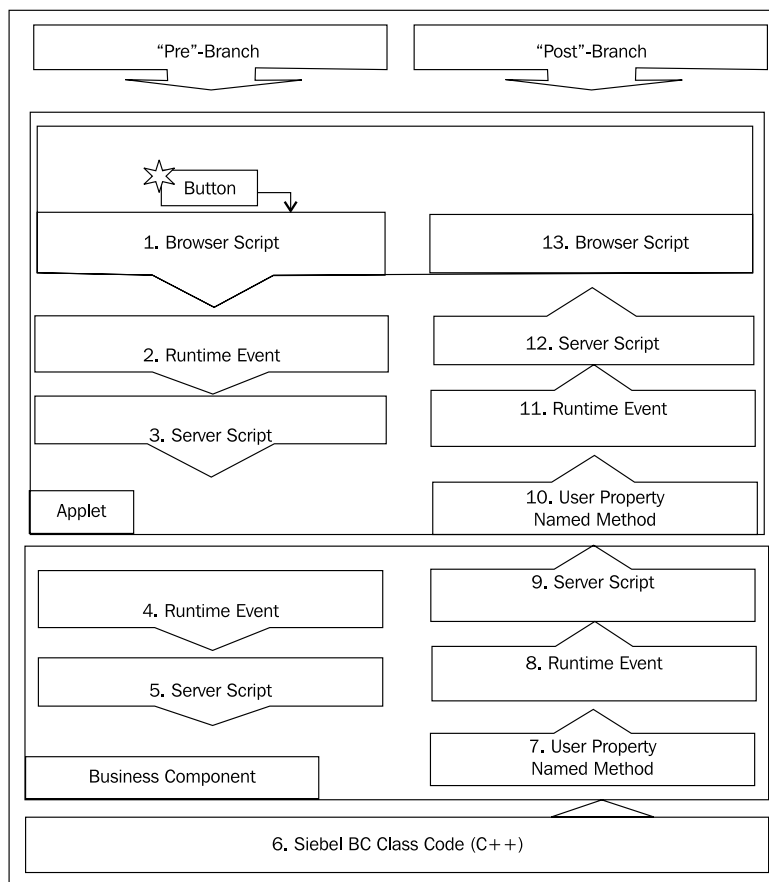 “Pre”-Branch
“Post”-Branch
Button
1. Browser Script
13. Browser Script
2. Runtime Event
12. Server Script
3. Server Script
11. Runtime Event
Applet
10. User Property
Named Method
4. Runtime Event
9. Server Script
5. Server Script
8. Runtime Event
Business Component
7. User Property
Named Method
6. Siebel BC Class Code (C++)